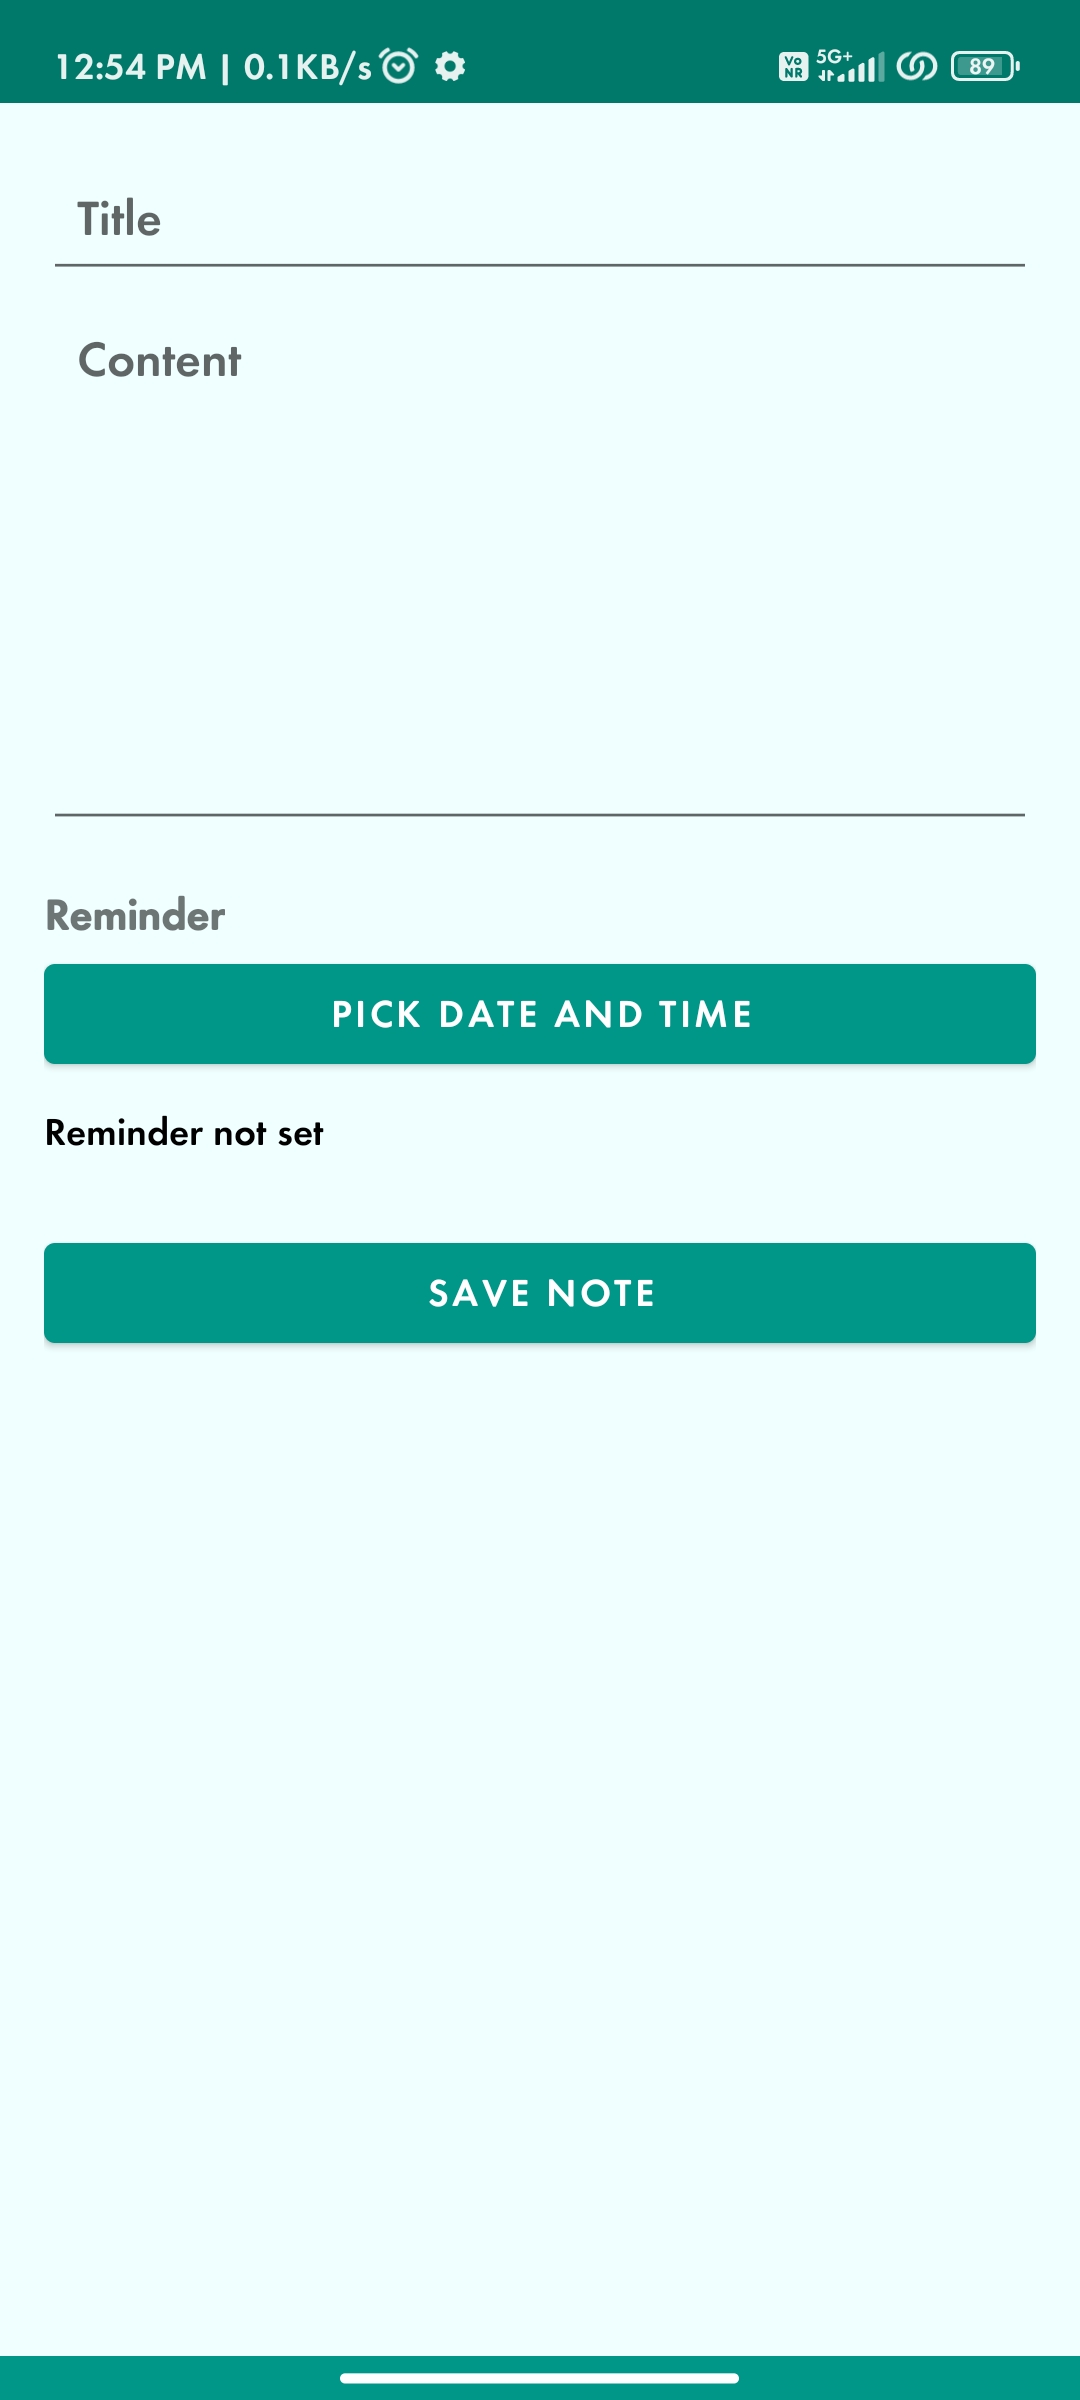 12:54 PM | 0.1KB/s Vo NR 5G+ 89
Title
Content
Reminder
PICK DATE AND TIME
Reminder not set
SAVE NOTE